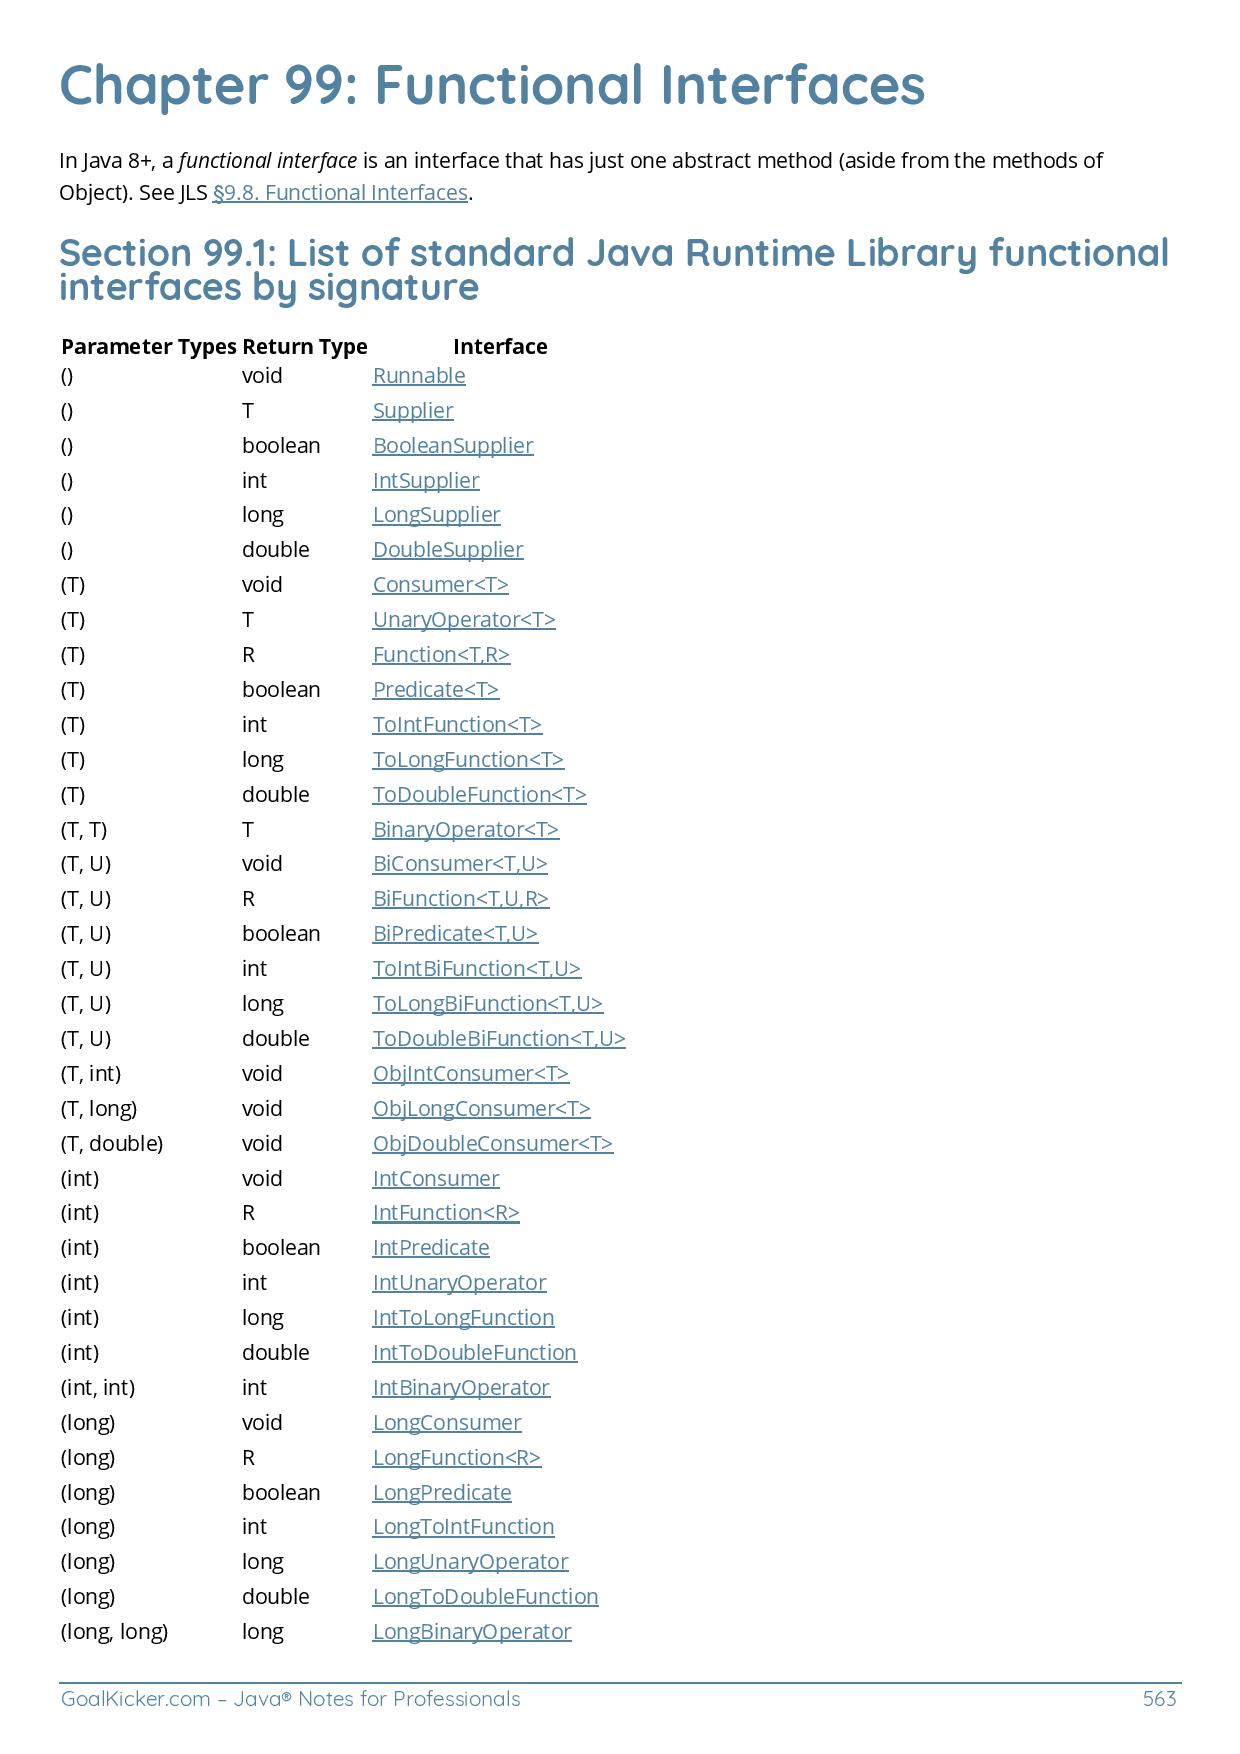 Chapter 99: Functional Interfaces
In Java 8+, a functional interface is an interface that has just one abstract method (aside from the methods of
Object). See JLS §9.8. Functional Interfaces.
Section 99.1: List of standard Java Runtime Library functional
interfaces by signature
Parameter Types Return Type Interface
() void Runnable
() T Supplier
() boolean BooleanSupplier
() int IntSupplier
() long LongSupplier
() double DoubleSupplier
(T) void Consumer<T>
(T) T UnaryOperator<T>
(T) R Function<T,R>
(T) boolean Predicate<T>
(T) int ToIntFunction<T>
(T) long ToLongFunction<T>
(T) double ToDoubleFunction<T>
(T, T) T BinaryOperator<T>
(T, U) void BiConsumer<T,U>
(T, U) R BiFunction<T,U,R>
(T, U) boolean BiPredicate<T,U>
(T, U) int ToIntBiFunction<T,U>
(T, U) long ToLongBiFunction<T,U>
(T, U) double ToDoubleBiFunction<T,U>
(T, int) void ObjIntConsumer<T>
(T, long) void ObjLongConsumer<T>
(T, double) void ObjDoubleConsumer<T>
(int) void IntConsumer
(int) R IntFunction<R>
(int) boolean IntPredicate
(int) int IntUnaryOperator
(int) long IntToLongFunction
(int) double IntToDoubleFunction
(int, int) int IntBinaryOperator
(long) void LongConsumer
(long) R LongFunction<R>
(long) boolean LongPredicate
(long) int LongToIntFunction
(long) long LongUnaryOperator
(long) double LongToDoubleFunction
(long, long) long LongBinaryOperator
GoalKicker.com – Java® Notes for Professionals 563